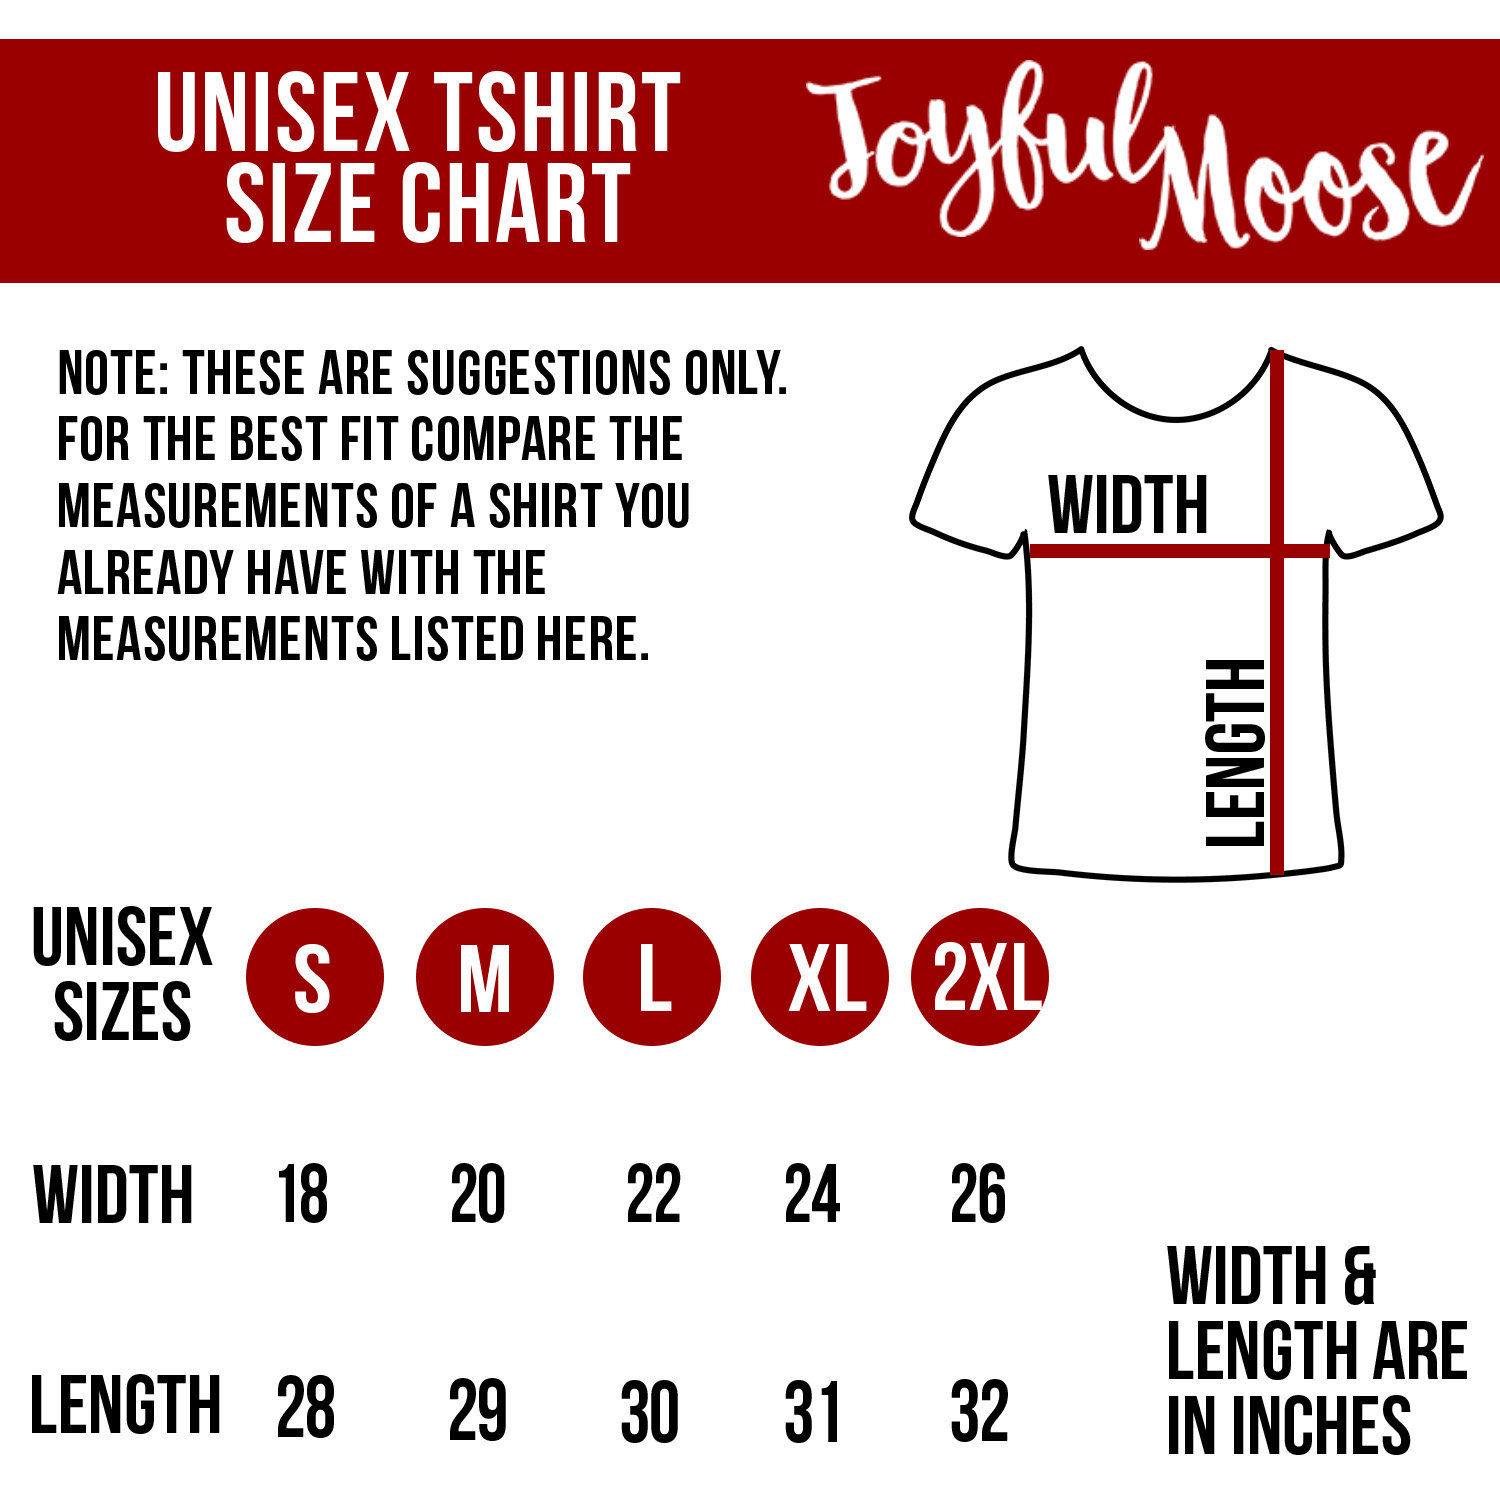 UNISEX TSHIRT
SIZE CHART
Joyful Moose
NOTE: THESE ARE SUGGESTIONS ONLY.
FOR THE BEST FIT COMPARE THE
MEASUREMENTS OF A SHIRT YOU
ALREADY HAVE WITH THE
MEASUREMENTS LISTED HERE.
WIDTH
LENGTH
UNISEX
SIZES
S M L XL 2XL
WIDTH 18 20 22 24 26
LENGTH 28 29 30 31 32
WIDTH &
LENGTH ARE
IN INCHES